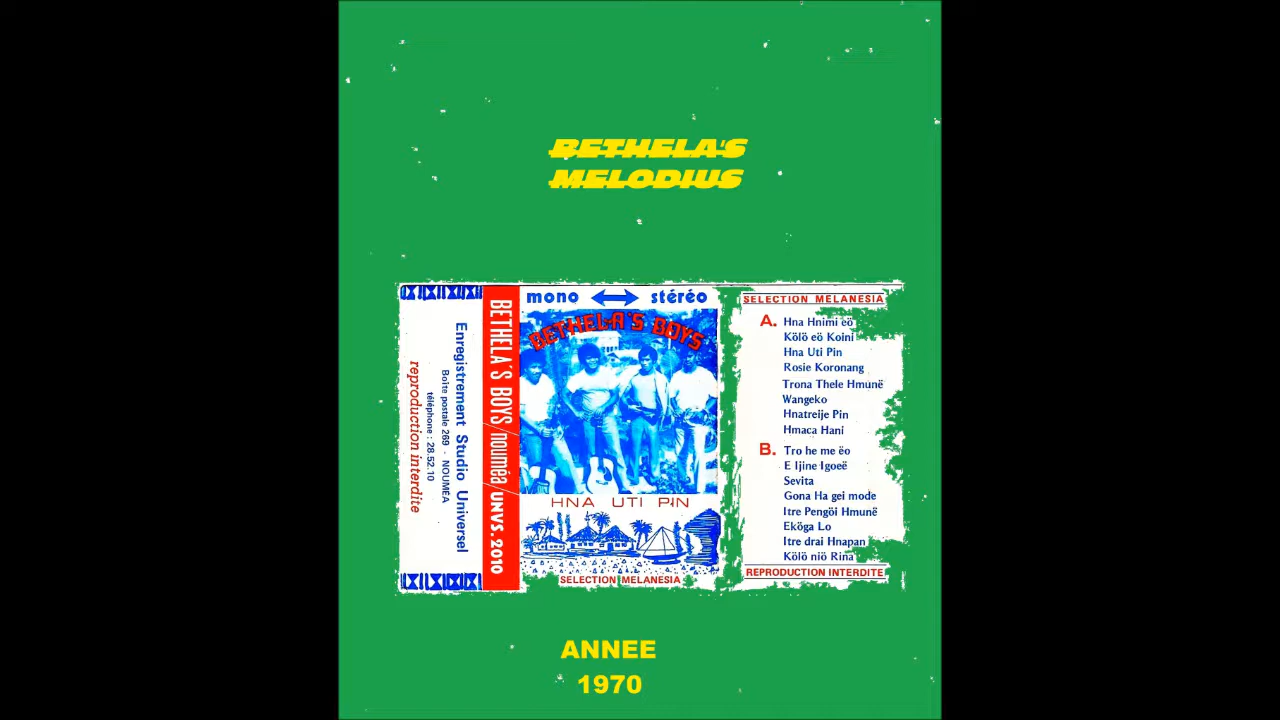 BETHELA'S
MELODIUS
reproduction interdite
téléphone : 28.52.10
Boîte postale 269 - NOUMÉA
Enregistrement Studio Universel
BETHELA'S BOYS/nouméa/UNVS. 2010
mono ↔ stéréo
BETHELA'S BOYS
HNA UTI PIN
SELECTION MELANESIA
SELECTION MELANESIA
A. Hna Hnimi ëö
Kölö eö Koini
Hna Uti Pin
Rosie Koronang
Trona Thele Hmunë
Wangeko
Hnatreije Pin
Hmaca Hani
B. Tro he me ëo
E Ijine Igoeë
Sevita
Gona Ha gei mode
Itre Pengöi Hmunë
Eköga Lo
Itre drai Hnapan
Kölö niö Rina
REPRODUCTION INTERDITE
ANNEE
1970